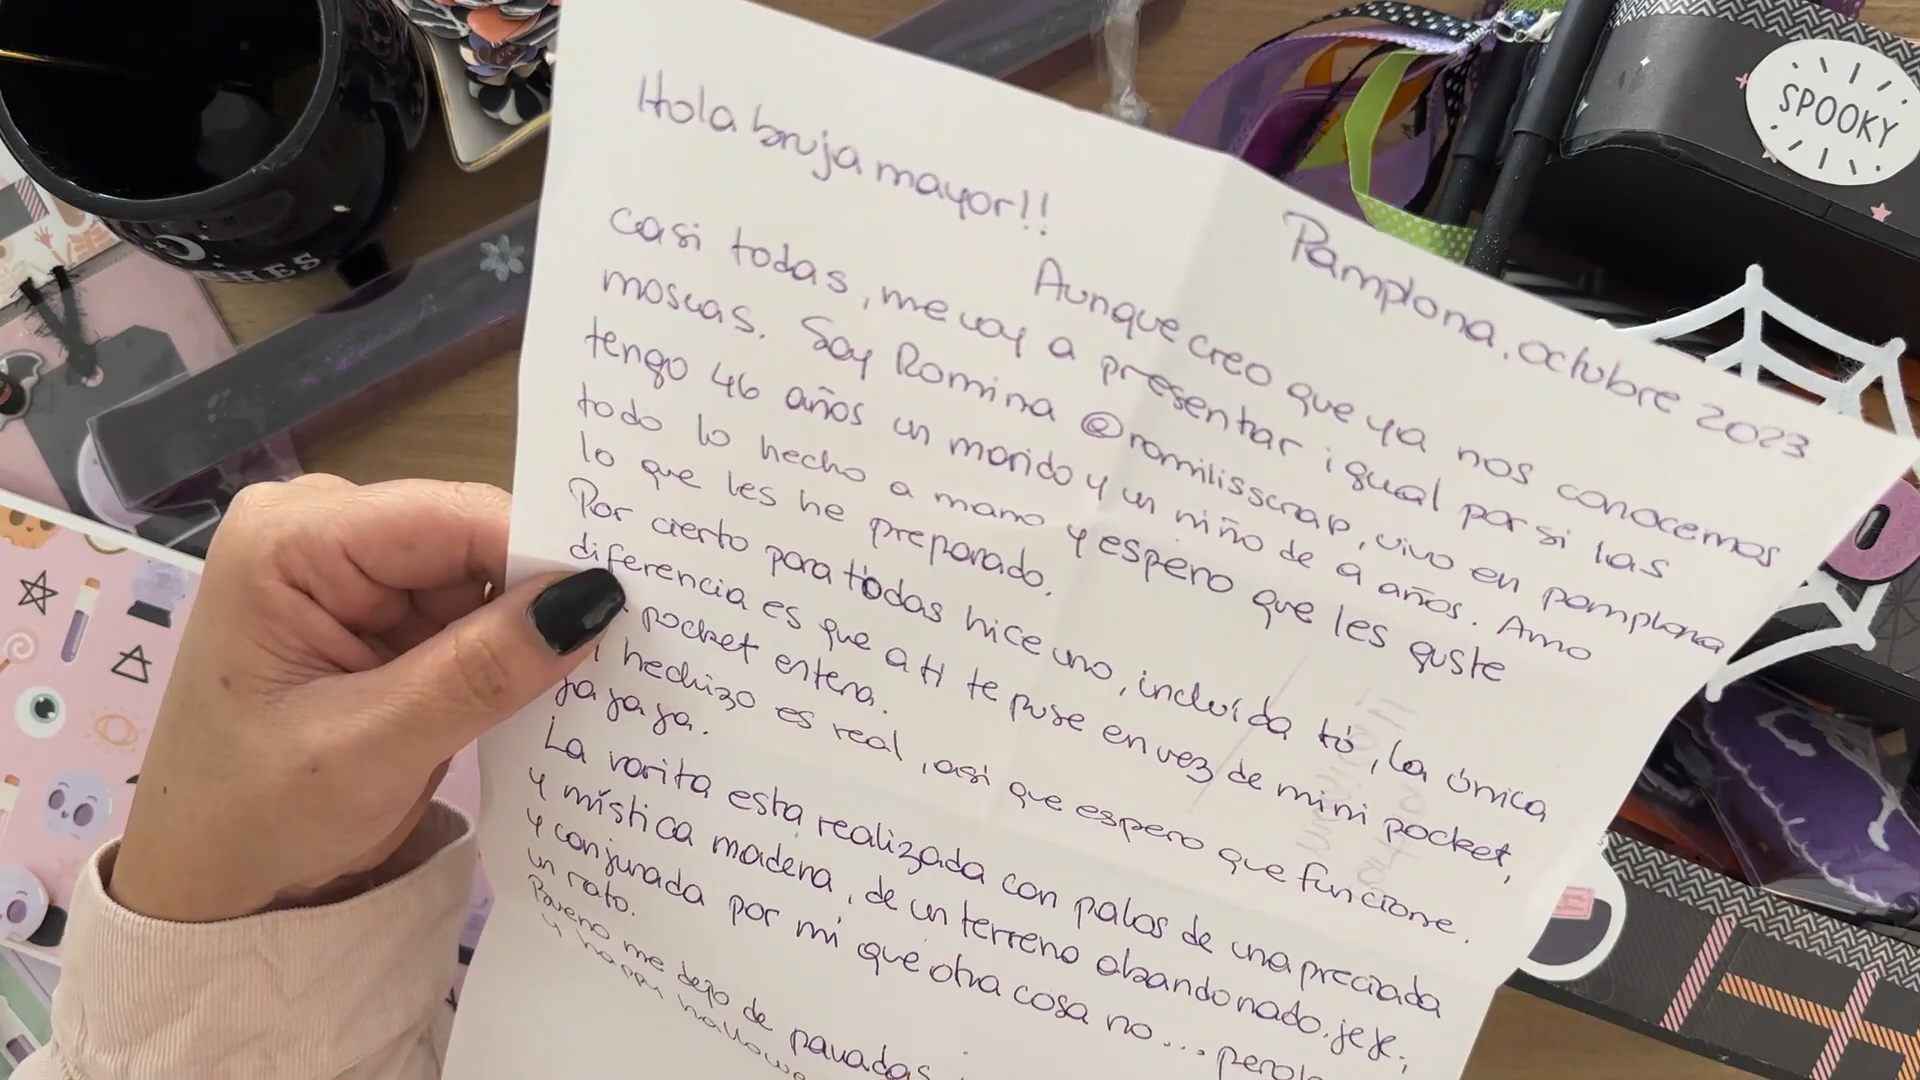 Pamplona, octubre 2023
Hola bruja mayor!!
Aunque creo que ya nos conocemos
casi todas, me voy a presentar igual por si las
moscas. Soy Romina @romilisscrap, vivo en pamplona
tengo 46 años un marido y un niño de 9 años. Amo
todo lo hecho a mano y espero que les guste
lo que les he preparado.
Por cierto para todas hice uno, incluída tú, la única
diferencia es que a ti te puse en vez de mini pocket,
pocket entera.
hechizo es real, asi que espero que funcione.
ja ja ja.
La varita esta realizada con palos de una preciada
y mística madera, de un terreno abandonado. jeje;
y conjurada por mi que otra cosa no... pero
un rato.
Bueno me dejo de pavadas
y happy
SPOOKY